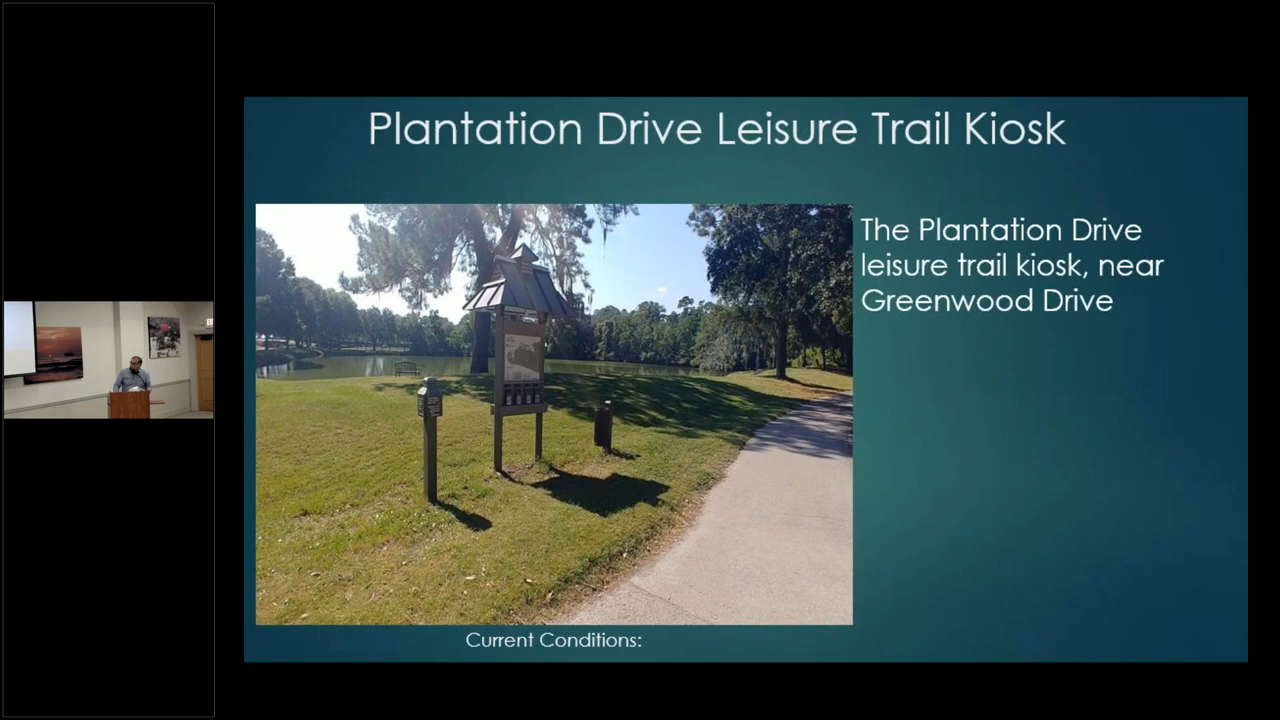 Plantation Drive Leisure Trail Kiosk
The Plantation Drive
leisure trail kiosk, near
Greenwood Drive
Current Conditions: